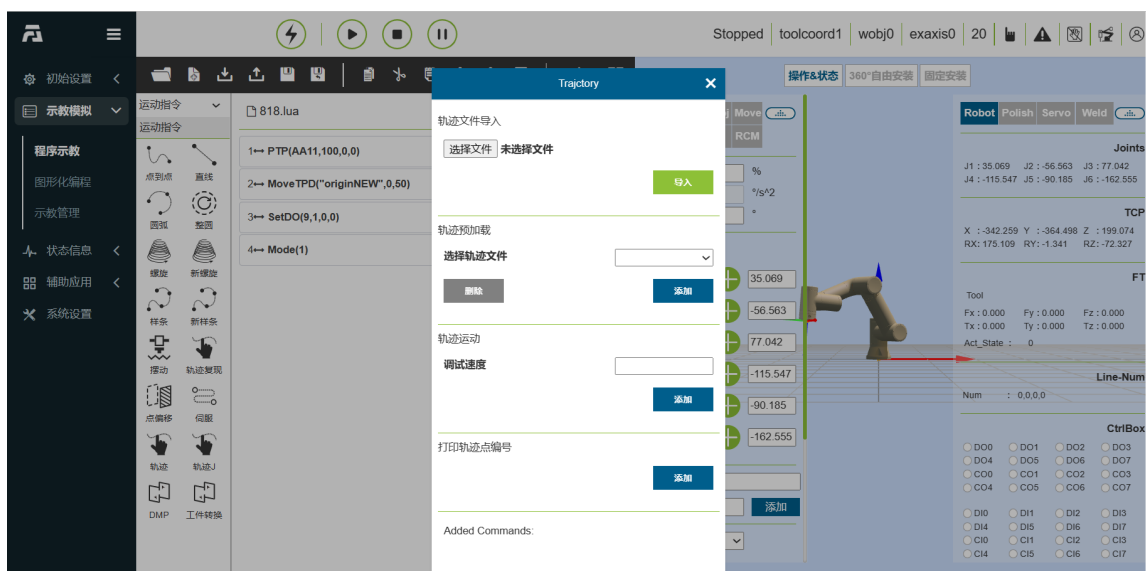 Stopped toolcoord1 wobj0 exaxis0 20
初始设置
示教模拟
程序示教
图形化编程
示教管理
状态信息
辅助应用
系统设置
运动指令
运动指令
点到点 直线
圆弧 整圆
螺旋 新螺旋
样条 新样条
摆动 轨迹复现
点偏移 伺服
轨迹 轨迹J
DMP 工件转换
818.lua
1 PTP(AA11,100,0,0)
2 MoveTPD("originNEW",0,50)
3 SetDO(9,1,0,0)
4 Mode(1)
Trajctory
轨迹文件导入
选择文件 未选择文件
导入
轨迹预加载
选择轨迹文件
删除 添加
轨迹运动
调试速度
添加
打印轨迹点编号
添加
Added Commands:
操作&状态 360°自由安装 固定安装
Move
RCM
%
°/s^2
°
35.069
-56.563
77.042
-115.547
-90.185
-162.555
添加
Robot Polish Servo Weld
Joints
J1 : 35.069 J2 : -56.563 J3 : 77.042
J4 : -115.547 J5 : -90.185 J6 : -162.555
TCP
X : -342.259 Y : -364.498 Z : 199.074
RX: 175.109 RY: -1.341 RZ: -72.327
FT
Tool
Fx : 0.000 Fy : 0.000 Fz : 0.000
Tx : 0.000 Ty : 0.000 Tz : 0.000
Act_State : 0
Line-Num
Num : 0,0,0,0
CtrlBox
DO0 DO1 DO2 DO3
DO4 DO5 DO6 DO7
CO0 CO1 CO2 CO3
CO4 CO5 CO6 CO7
DI0 DI1 DI2 DI3
DI4 DI5 DI6 DI7
CI0 CI1 CI2 CI3
CI4 CI5 CI6 CI7